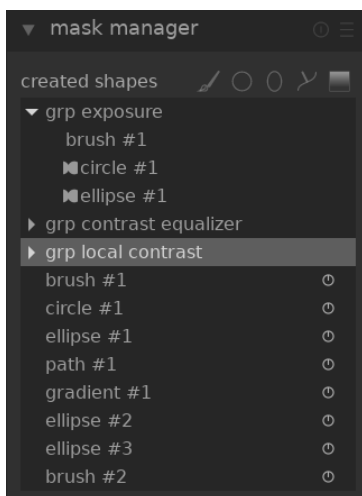 mask manager
created shapes
grp exposure
brush #1
circle #1
ellipse #1
grp contrast equalizer
grp local contrast
brush #1
circle #1
ellipse #1
path #1
gradient #1
ellipse #2
ellipse #3
brush #2